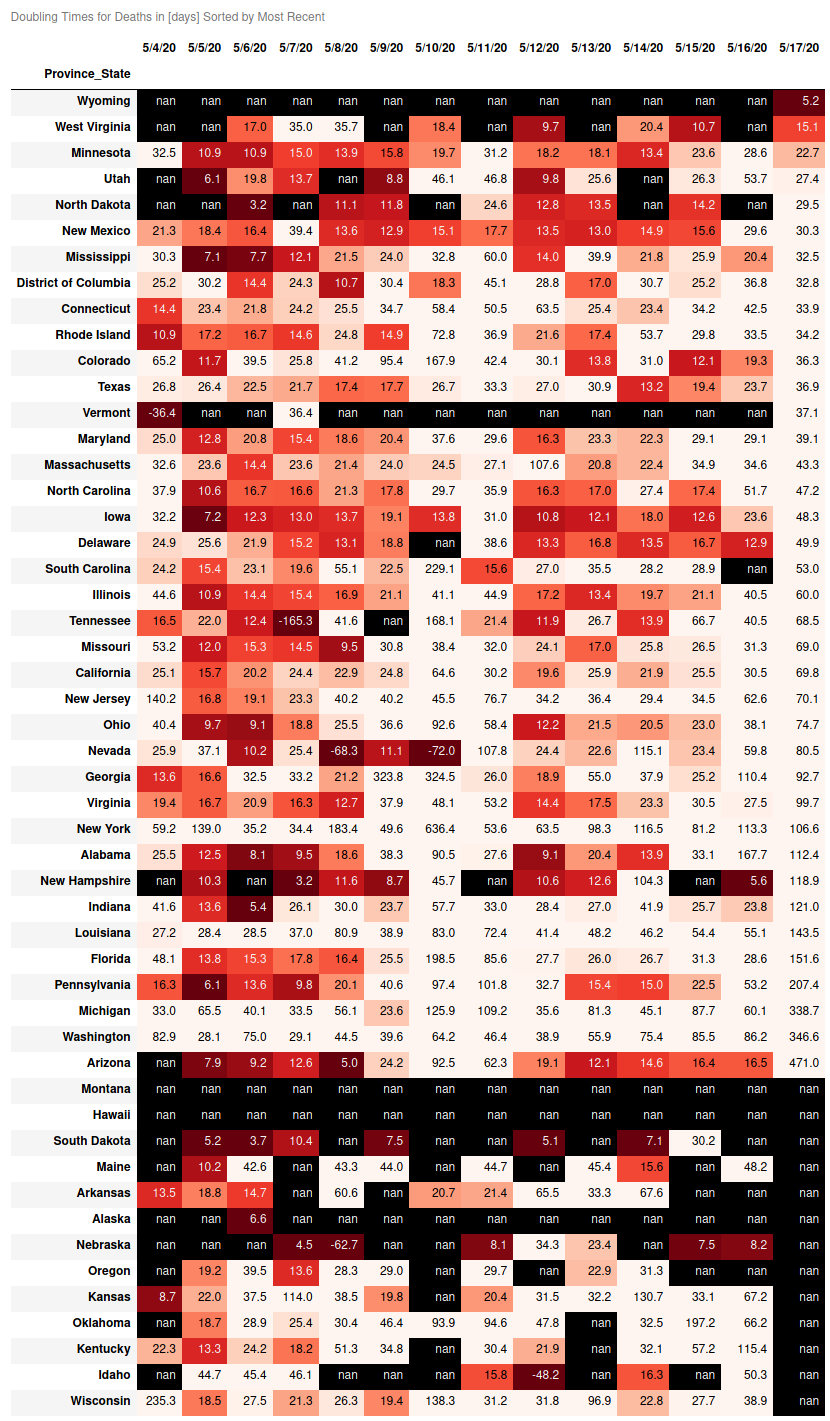 Doubling Times for Deaths in [days] Sorted by Most Recent
5/4/20 5/5/20 5/6/20 5/7/20 5/8/20 5/9/20 5/10/20 5/11/20 5/12/20 5/13/20 5/14/20 5/15/20 5/16/20 5/17/20
Province_State
Wyoming nan nan nan nan nan nan nan nan nan nan nan nan nan 5.2
West Virginia nan nan 17.0 35.0 35.7 nan 18.4 nan 9.7 nan 20.4 10.7 nan 15.1
Minnesota 32.5 10.9 10.9 15.0 13.9 15.8 19.7 31.2 18.2 18.1 13.4 23.6 28.6 22.7
Utah nan 6.1 19.8 13.7 nan 8.8 46.1 46.8 9.8 25.6 nan 26.3 53.7 27.4
North Dakota nan nan 3.2 nan 11.1 11.8 nan 24.6 12.8 13.5 nan 14.2 nan 29.5
New Mexico 21.3 18.4 16.4 39.4 13.6 12.9 15.1 17.7 13.5 13.0 14.9 15.6 29.6 30.3
Mississippi 30.3 7.1 7.7 12.1 21.5 24.0 32.8 60.0 14.0 39.9 21.8 25.9 20.4 32.5
District of Columbia 25.2 30.2 14.4 24.3 10.7 30.4 18.3 45.1 28.8 17.0 30.7 25.2 36.8 32.8
Connecticut 14.4 23.4 21.8 24.2 25.5 34.7 58.4 50.5 63.5 25.4 23.4 34.2 42.5 33.9
Rhode Island 10.9 17.2 16.7 14.6 24.8 14.9 72.8 36.9 21.6 17.4 53.7 29.8 33.5 34.2
Colorado 65.2 11.7 39.5 25.8 41.2 95.4 167.9 42.4 30.1 13.8 31.0 12.1 19.3 36.3
Texas 26.8 26.4 22.5 21.7 17.4 17.7 26.7 33.3 27.0 30.9 13.2 19.4 23.7 36.9
Vermont -36.4 nan nan 36.4 nan nan nan nan nan nan nan nan nan 37.1
Maryland 25.0 12.8 20.8 15.4 18.6 20.4 37.6 29.6 16.3 23.3 22.3 29.1 29.1 39.1
Massachusetts 32.6 23.6 14.4 23.6 21.4 24.0 24.5 27.1 107.6 20.8 22.4 34.9 34.6 43.3
North Carolina 37.9 10.6 16.7 16.6 21.3 17.8 29.7 35.9 16.3 17.0 27.4 17.4 51.7 47.2
Iowa 32.2 7.2 12.3 13.0 13.7 19.1 13.8 31.0 10.8 12.1 18.0 12.6 23.6 48.3
Delaware 24.9 25.6 21.9 15.2 13.1 18.8 nan 38.6 13.3 16.8 13.5 16.7 12.9 49.9
South Carolina 24.2 15.4 23.1 19.6 55.1 22.5 229.1 15.6 27.0 35.5 28.2 28.9 nan 53.0
Illinois 44.6 10.9 14.4 15.4 16.9 21.1 41.1 44.9 17.2 13.4 19.7 21.1 40.5 60.0
Tennessee 16.5 22.0 12.4 -165.3 41.6 nan 168.1 21.4 11.9 26.7 13.9 66.7 40.5 68.5
Missouri 53.2 12.0 15.3 14.5 9.5 30.8 38.4 32.0 24.1 17.0 25.8 26.5 31.3 69.0
California 25.1 15.7 20.2 24.4 22.9 24.8 64.6 30.2 19.6 25.9 21.9 25.5 30.5 69.8
New Jersey 140.2 16.8 19.1 23.3 40.2 40.2 45.5 76.7 34.2 36.4 29.4 34.5 62.6 70.1
Ohio 40.4 9.7 9.1 18.8 25.5 36.6 92.6 58.4 12.2 21.5 20.5 23.0 38.1 74.7
Nevada 25.9 37.1 10.2 25.4 -68.3 11.1 -72.0 107.8 24.4 22.6 115.1 23.4 59.8 80.5
Georgia 13.6 16.6 32.5 33.2 21.2 323.8 324.5 26.0 18.9 55.0 37.9 25.2 110.4 92.7
Virginia 19.4 16.7 20.9 16.3 12.7 37.9 48.1 53.2 14.4 17.5 23.3 30.5 27.5 99.7
New York 59.2 139.0 35.2 34.4 183.4 49.6 636.4 53.6 63.5 98.3 116.5 81.2 113.3 106.6
Alabama 25.5 12.5 8.1 9.5 18.6 38.3 90.5 27.6 9.1 20.4 13.9 33.1 167.7 112.4
New Hampshire nan 10.3 nan 3.2 11.6 8.7 45.7 nan 10.6 12.6 104.3 nan 5.6 118.9
Indiana 41.6 13.6 5.4 26.1 30.0 23.7 57.7 33.0 28.4 27.0 41.9 25.7 23.8 121.0
Louisiana 27.2 28.4 28.5 37.0 80.9 38.9 83.0 72.4 41.4 48.2 46.2 54.4 55.1 143.5
Florida 48.1 13.8 15.3 17.8 16.4 25.5 198.5 85.6 27.7 26.0 26.7 31.3 28.6 151.6
Pennsylvania 16.3 6.1 13.6 9.8 20.1 40.6 97.4 101.8 32.7 15.4 15.0 22.5 53.2 207.4
Michigan 33.0 65.5 40.1 33.5 56.1 23.6 125.9 109.2 35.6 81.3 45.1 87.7 60.1 338.7
Washington 82.9 28.1 75.0 29.1 44.5 39.6 64.2 46.4 38.9 55.9 75.4 85.5 86.2 346.6
Arizona nan 7.9 9.2 12.6 5.0 24.2 92.5 62.3 19.1 12.1 14.6 16.4 16.5 471.0
Montana nan nan nan nan nan nan nan nan nan nan nan nan nan nan
Hawaii nan nan nan nan nan nan nan nan nan nan nan nan nan nan
South Dakota nan 5.2 3.7 10.4 nan 7.5 nan nan 5.1 nan 7.1 30.2 nan nan
Maine nan 10.2 42.6 nan 43.3 44.0 nan 44.7 nan 45.4 15.6 nan 48.2 nan
Arkansas 13.5 18.8 14.7 nan 60.6 nan 20.7 21.4 65.5 33.3 67.6 nan nan nan
Alaska nan nan 6.6 nan nan nan nan nan nan nan nan nan nan nan
Nebraska nan nan nan 4.5 -62.7 nan nan 8.1 34.3 23.4 nan 7.5 8.2 nan
Oregon nan 19.2 39.5 13.6 28.3 29.0 nan 29.7 nan 22.9 31.3 nan nan nan
Kansas 8.7 22.0 37.5 114.0 38.5 19.8 nan 20.4 31.5 32.2 130.7 33.1 67.2 nan
Oklahoma nan 18.7 28.9 25.4 30.4 46.4 93.9 94.6 47.8 nan 32.5 197.2 66.2 nan
Kentucky 22.3 13.3 24.2 18.2 51.3 34.8 nan 30.4 21.9 nan 32.1 57.2 115.4 nan
Idaho nan 44.7 45.4 46.1 nan nan nan 15.8 -48.2 nan 16.3 nan 50.3 nan
Wisconsin 235.3 18.5 27.5 21.3 26.3 19.4 138.3 31.2 31.8 96.9 22.8 27.7 38.9 nan